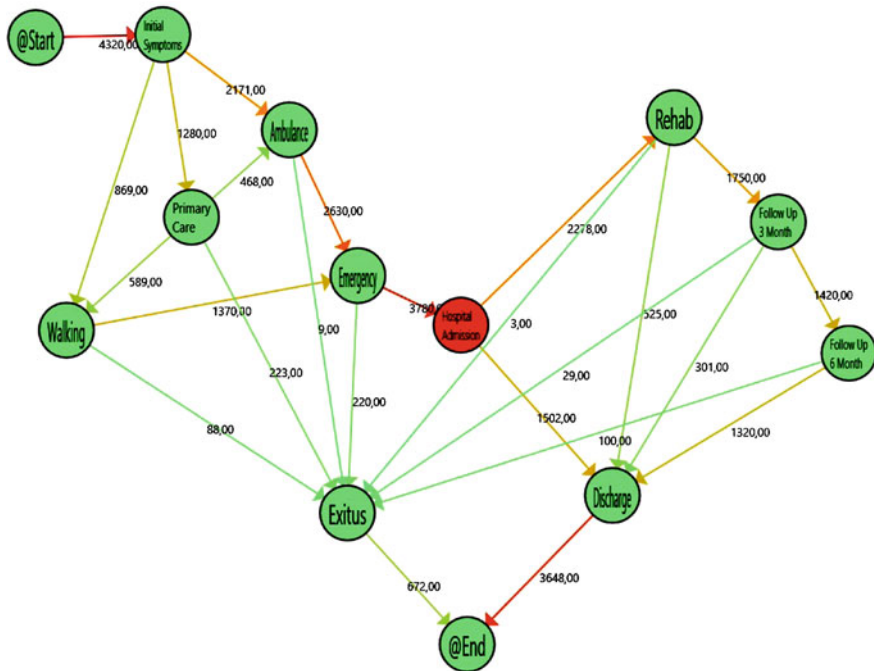 @Start
4320,00
Initial
Symptoms
2171,00
1280,00
Ambulance
869,00
468,00
Primary
Care
589,00
2630,00
Walking
1370,00
Emergency
9,00
223,00
220,00
88,00
Hospital
Admission
2278,00
3,00
Rehab
1750,00
Follow Up
3 Month
1420,00
Follow Up
6 Month
525,00
301,00
29,00
1502,00
100,00
1320,00
Exitus
Discharge
672,00
3648,00
@End